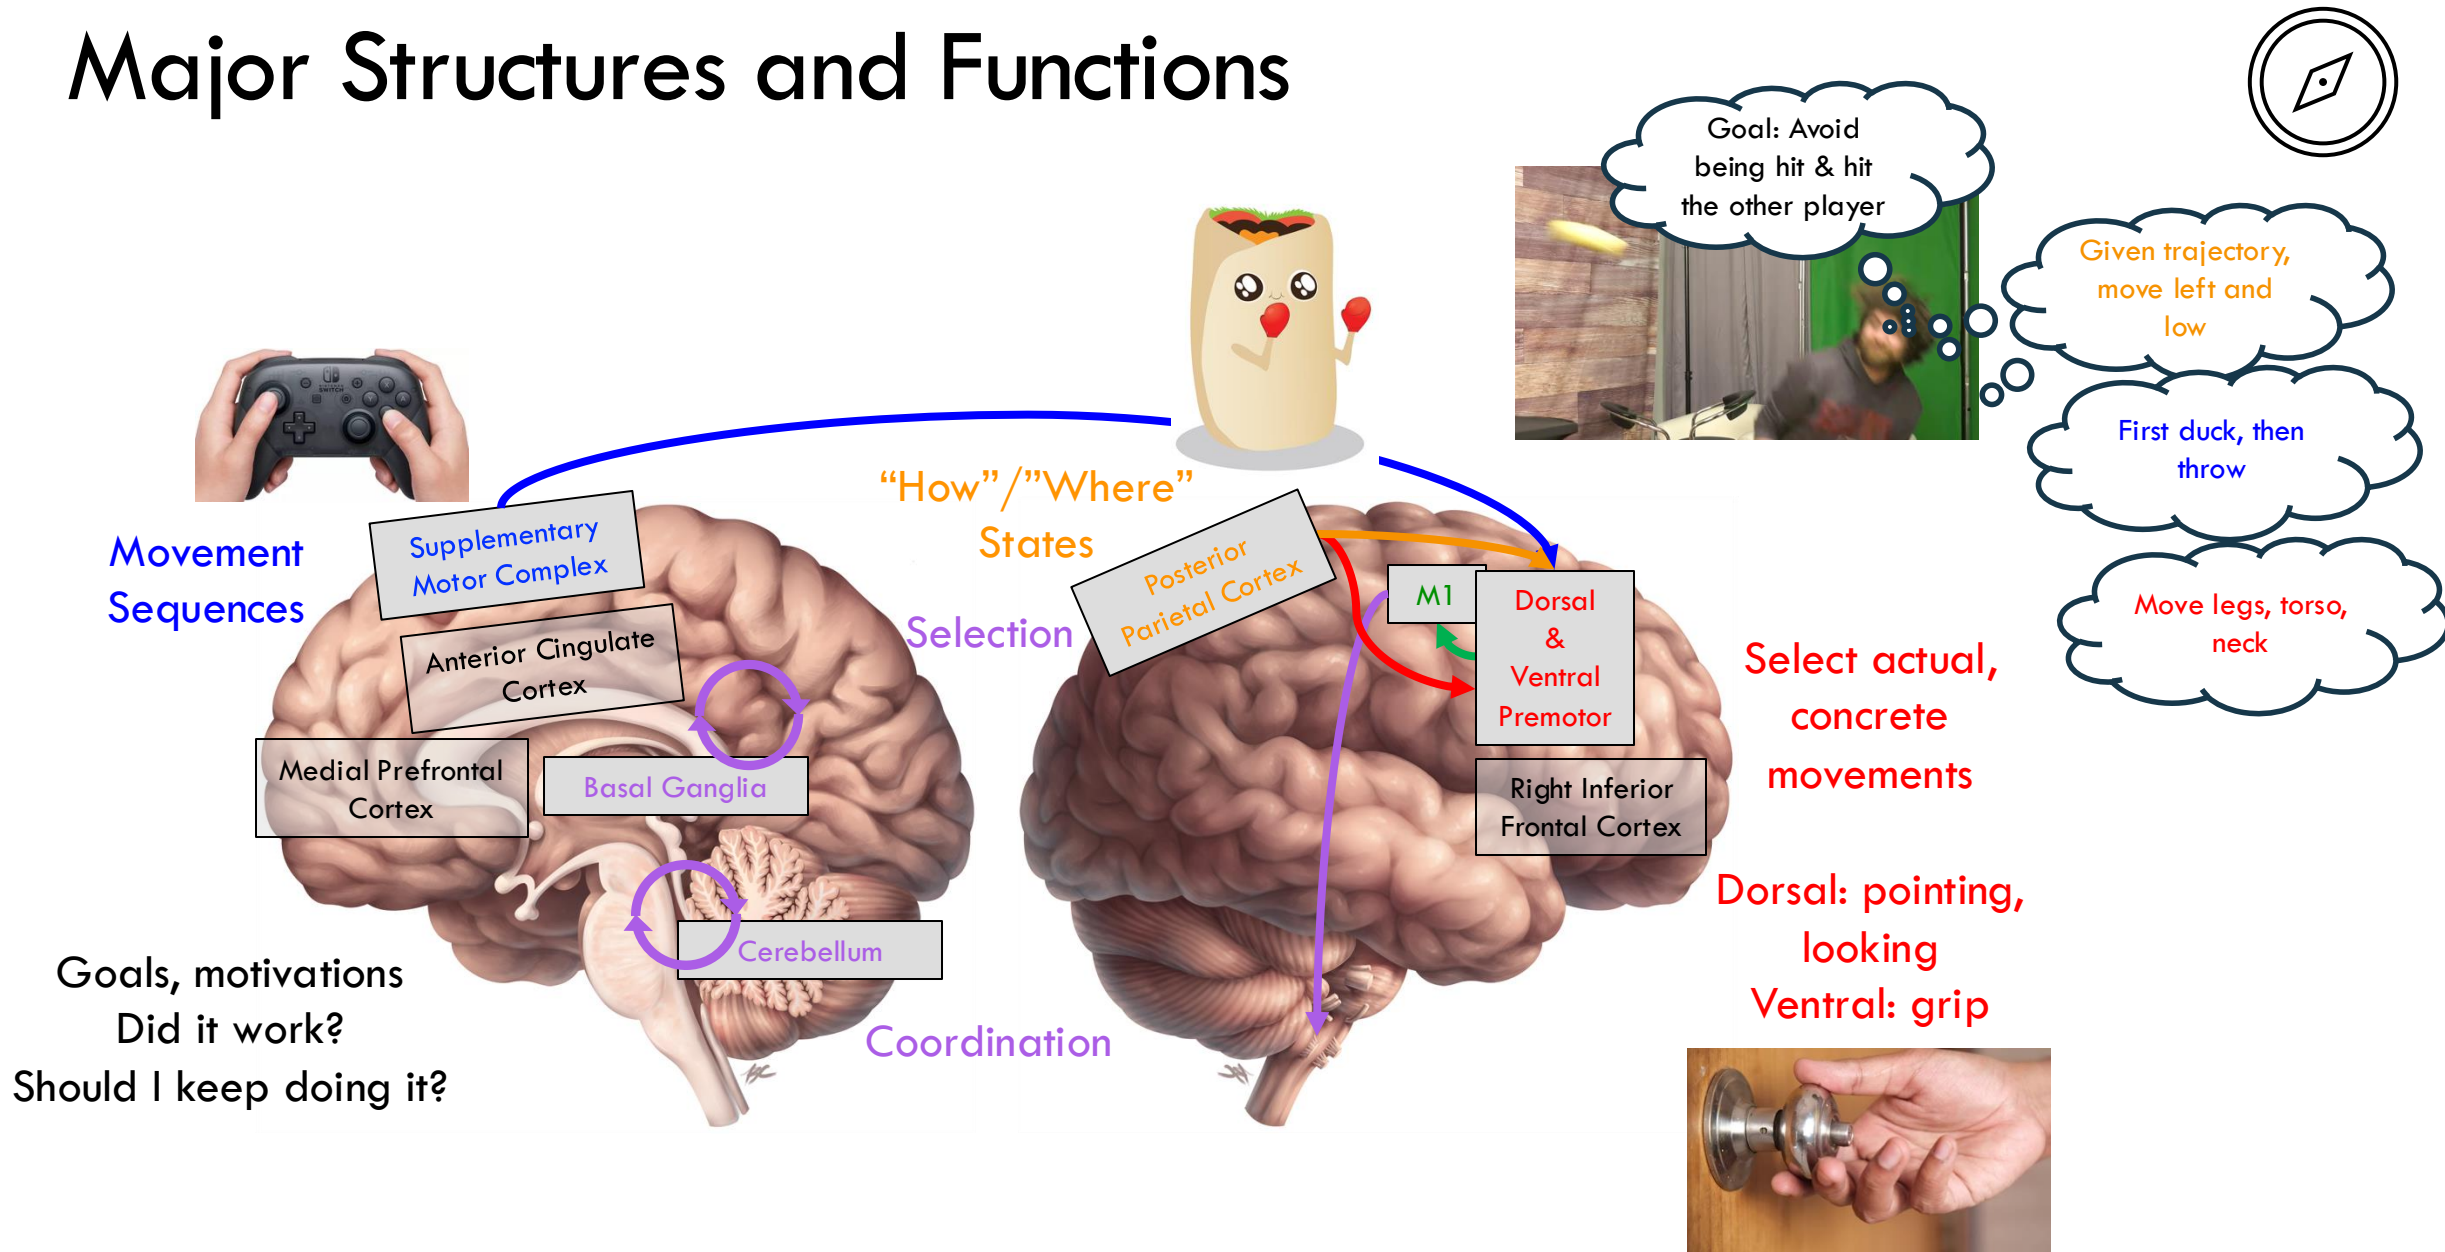 Major Structures and Functions
Goal: Avoid
being hit & hit
the other player
Given trajectory,
move left and
low
First duck, then
throw
Move legs, torso,
neck
SWITCH
Movement
Sequences
Supplementary
Motor Complex
Anterior Cingulate
Cortex
Medial Prefrontal
Cortex
Basal Ganglia
Cerebellum
Goals, motivations
Did it work?
Should I keep doing it?
“How”/”Where”
States
Selection
Coordination
Posterior
Parietal Cortex
M1
Dorsal
&
Ventral
Premotor
Right Inferior
Frontal Cortex
Select actual,
concrete
movements
Dorsal: pointing,
looking
Ventral: grip